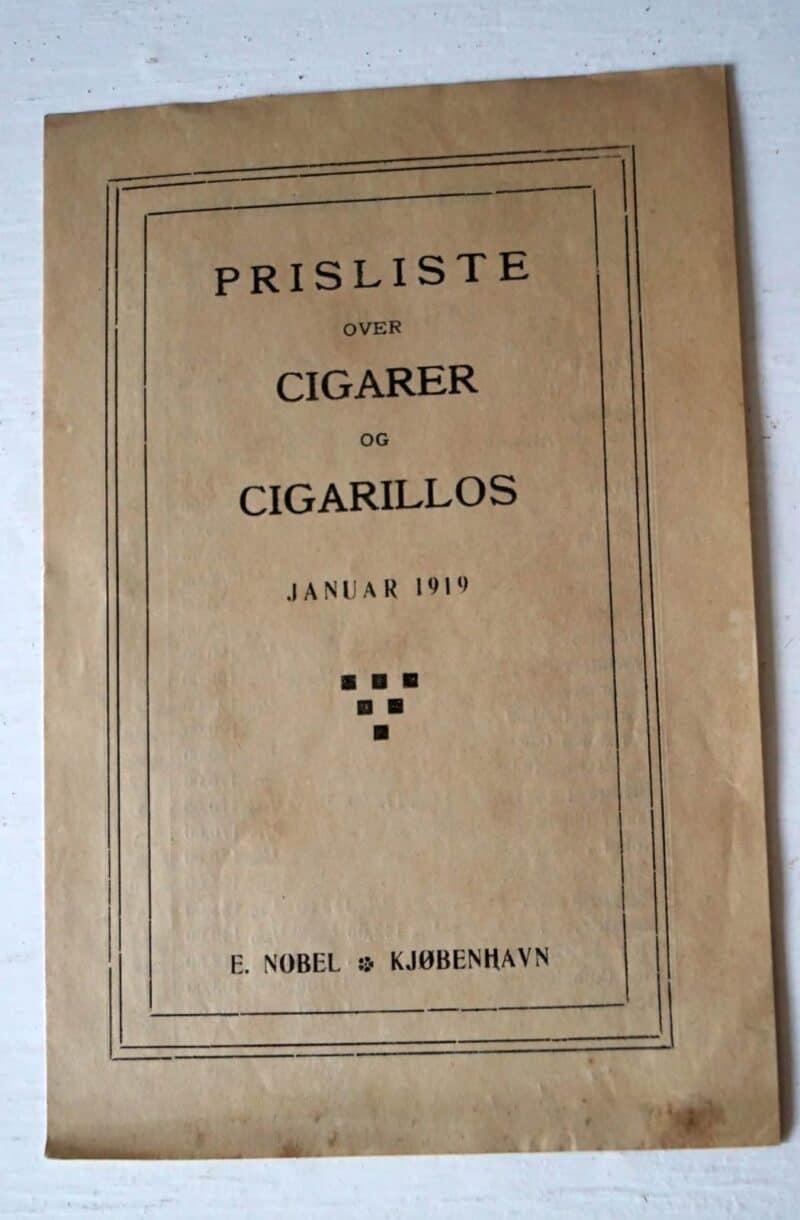 PRISLISTE
OVER
CIGARER
OG
CIGARILLOS
JANUAR 1919
E. NOBEL ✽ KJØBENHAVN